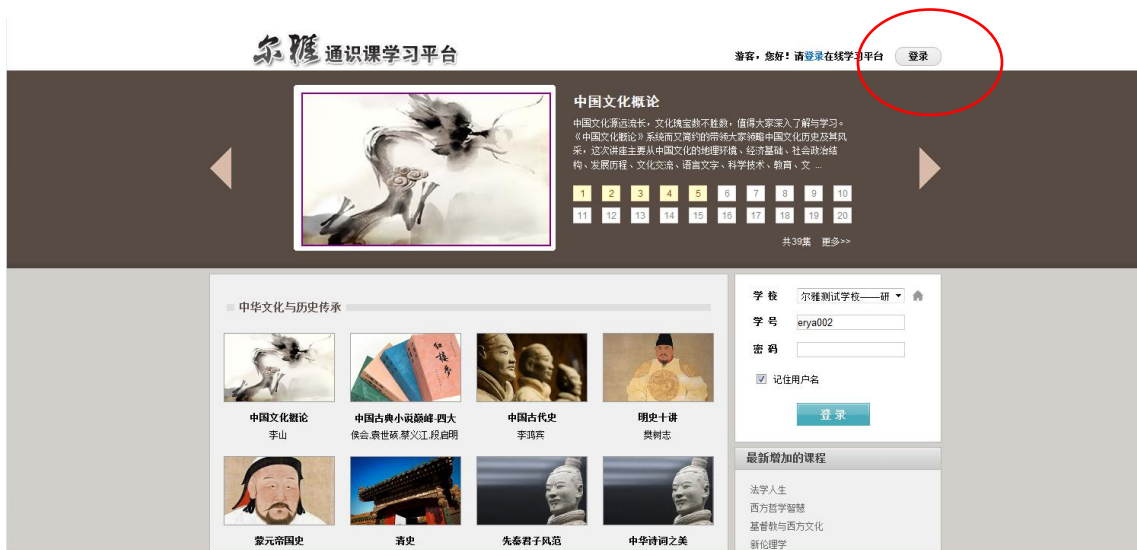 尔雅 通识课学习平台
游客，您好！请登录在线学习平台 登录
中国文化概论
中国文化源远流长，文化瑰宝数不胜数，值得大家深入了解与学习。
《中国文化概论》系统而又简约的带领大家领略中国文化历史及其风
采，这次讲座主要从中国文化的地理环境、经济基础、社会政治结
构、发展历程、文化交流、语言文字、科学技术、教育、文 ...
1 2 3 4 5 6 7 8 9 10
11 12 13 14 15 16 17 18 19 20
共39集 更多>>
中华文化与历史传承
红楼梦
中国文化概论 中国古典小说巅峰-四大 中国古代史 明史十讲
李山 侯会,袁世硕,蔡义江,段启明 李鸿宾 樊树志
蒙元帝国史 清史 先秦君子风范 中华诗词之美
学 校 尔雅测试学校——研
学 号 erya002
密 码
记住用户名
登 录
最新增加的课程
法学人生
西方哲学智慧
基督教与西方文化
新伦理学